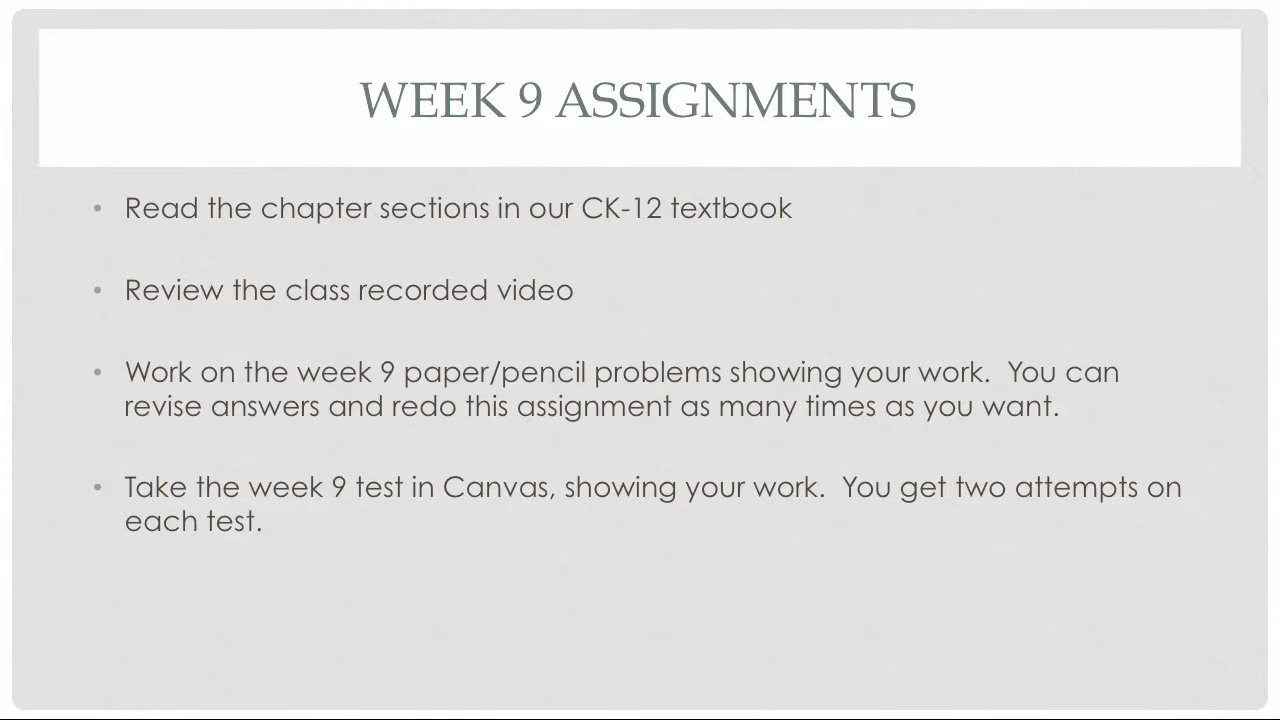 WEEK 9 ASSIGNMENTS
• Read the chapter sections in our CK-12 textbook
• Review the class recorded video
• Work on the week 9 paper/pencil problems showing your work.  You can
revise answers and redo this assignment as many times as you want.
• Take the week 9 test in Canvas, showing your work.  You get two attempts on
each test.